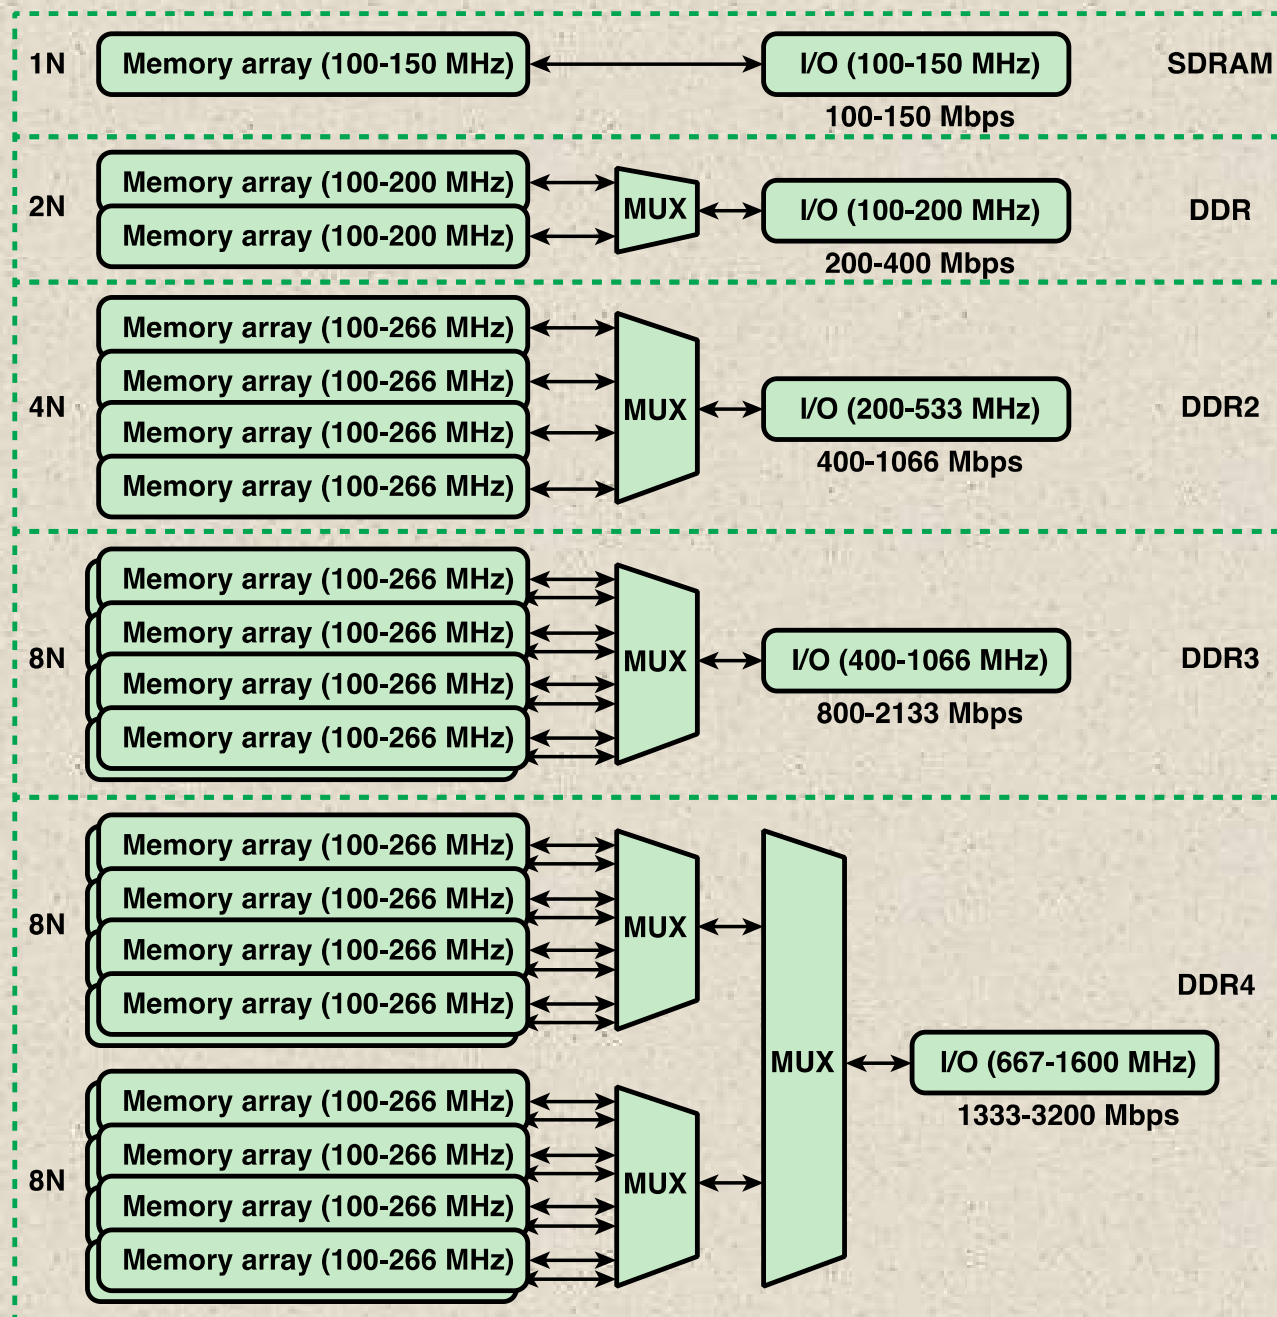 1N
Memory array (100-150 MHz)
I/O (100-150 MHz)
SDRAM
100-150 Mbps
2N
Memory array (100-200 MHz)
Memory array (100-200 MHz)
MUX
I/O (100-200 MHz)
DDR
200-400 Mbps
4N
Memory array (100-266 MHz)
Memory array (100-266 MHz)
Memory array (100-266 MHz)
Memory array (100-266 MHz)
MUX
I/O (200-533 MHz)
DDR2
400-1066 Mbps
8N
Memory array (100-266 MHz)
Memory array (100-266 MHz)
Memory array (100-266 MHz)
Memory array (100-266 MHz)
MUX
I/O (400-1066 MHz)
DDR3
800-2133 Mbps
8N
Memory array (100-266 MHz)
Memory array (100-266 MHz)
Memory array (100-266 MHz)
Memory array (100-266 MHz)
MUX
DDR4
MUX
I/O (667-1600 MHz)
1333-3200 Mbps
8N
Memory array (100-266 MHz)
Memory array (100-266 MHz)
Memory array (100-266 MHz)
Memory array (100-266 MHz)
MUX